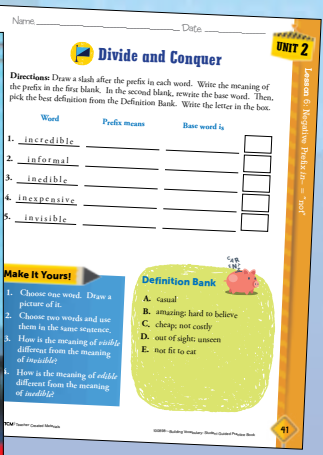 Name Date
UNIT 2
Divide and Conquer
Directions: Draw a slash after the prefix in each word. Write the meaning of
the prefix in the first blank. In the second blank, rewrite the base word. Then,
pick the best definition from the Definition Bank. Write the letter in the box.
Word Prefix means Base word is
1. incredible
2. informal
3. inedible
4. inexpensive
5. invisible
Lesson 6: Negative Prefix in- = "not"
Make It Yours!
1. Choose one word. Draw a
picture of it.
2. Choose two words and use
them in the same sentence.
3. How is the meaning of visible
different from the meaning
of invisible?
4. How is the meaning of edible
different from the meaning
of inedible?
Definition Bank
A. casual
B. amazing; hard to believe
C. cheap; not costly
D. out of sight; unseen
E. not fit to eat
Teacher Created Materials
41